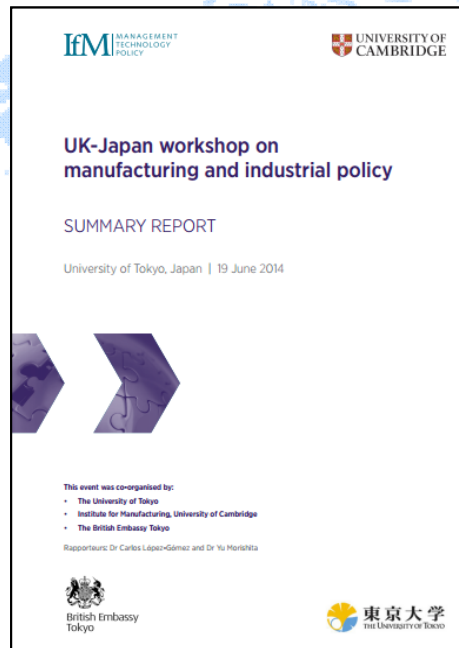 IfM MANAGEMENT
TECHNOLOGY
POLICY
UNIVERSITY OF
CAMBRIDGE
UK-Japan workshop on
manufacturing and industrial policy
SUMMARY REPORT
University of Tokyo, Japan | 19 June 2014
This event was co-organised by:
• The University of Tokyo
• Institute for Manufacturing, University of Cambridge
• The British Embassy Tokyo
Rapporteurs: Dr Carlos López-Gómez and Dr Yu Morishita
British Embassy
Tokyo
東京大学
THE UNIVERSITY OF TOKYO